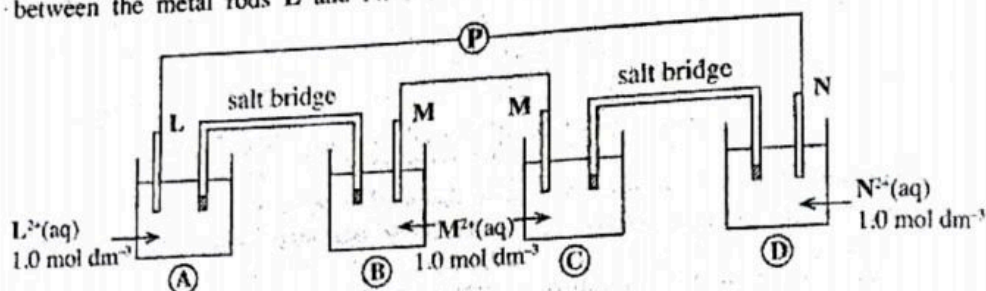 between the metal rods L and
P
salt bridge
salt bridge
L
M
M
N
L²⁺(aq)
1.0 mol dm⁻³
M²⁺(aq)
1.0 mol dm⁻³
N²⁺(aq)
1.0 mol dm⁻³
A
B
C
D